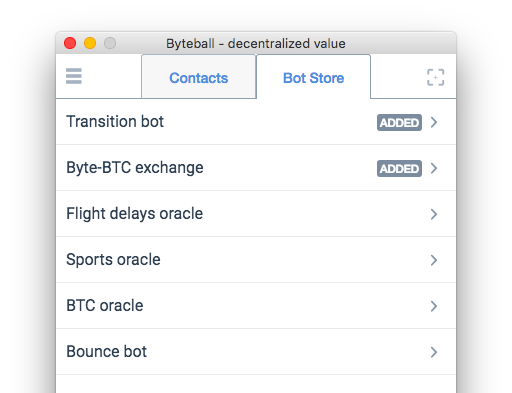 Byteball - decentralized value
Contacts
Bot Store
Transition bot ADDED
Byte-BTC exchange ADDED
Flight delays oracle
Sports oracle
BTC oracle
Bounce bot